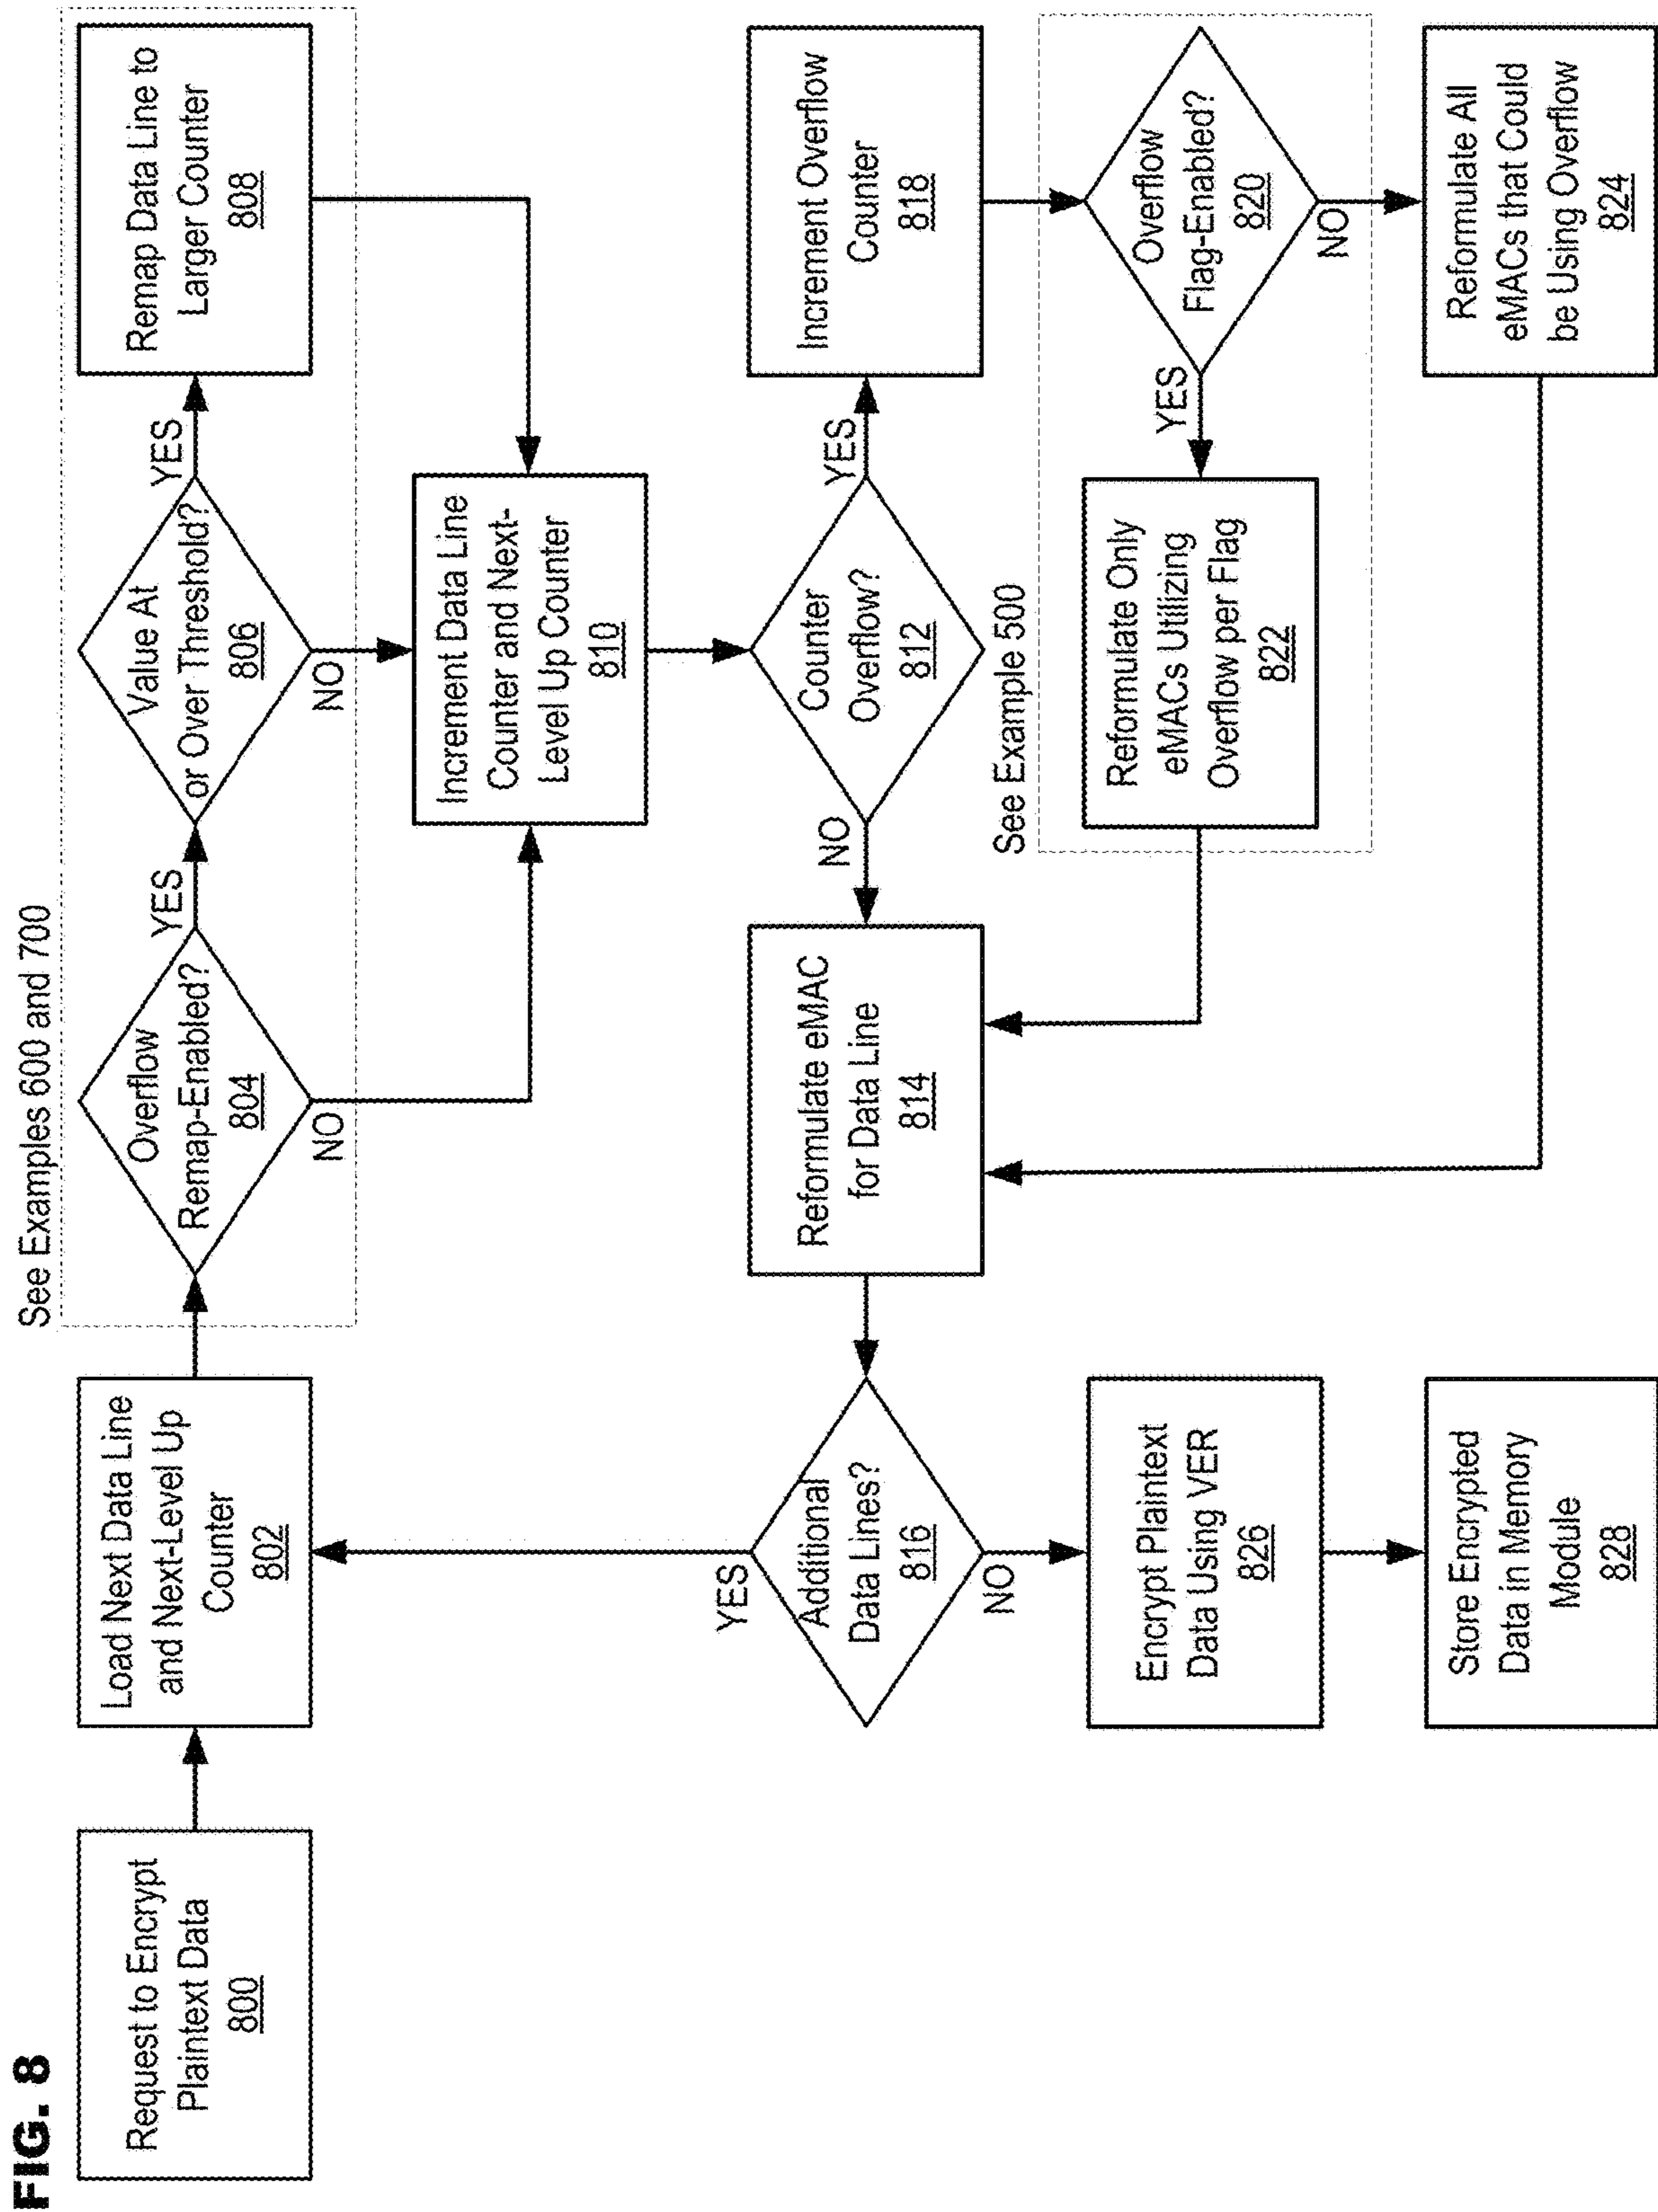 FIG. 8
Request to Encrypt
Plaintext Data
800
Load Next Data Line
and Next-Level Up
Counter
802
See Examples 600 and 700
Overflow
Remap-Enabled?
804
YES
NO
Value At
or Over Threshold?
806
YES
NO
Remap Data Line to
Larger Counter
808
Increment Data Line
Counter and Next-
Level Up Counter
810
Counter
Overflow?
812
YES
NO
Reformulate eMAC
for Data Line
814
Additional
Data Lines?
816
YES
NO
Increment Overflow
Counter
818
See Example 500
Overflow
Flag-Enabled?
820
YES
NO
Reformulate Only
eMACs Utilizing
Overflow per Flag
822
Reformulate All
eMACs that Could
be Using Overflow
824
Encrypt Plaintext
Data Using VER
826
Store Encrypted
Data in Memory
Module
828